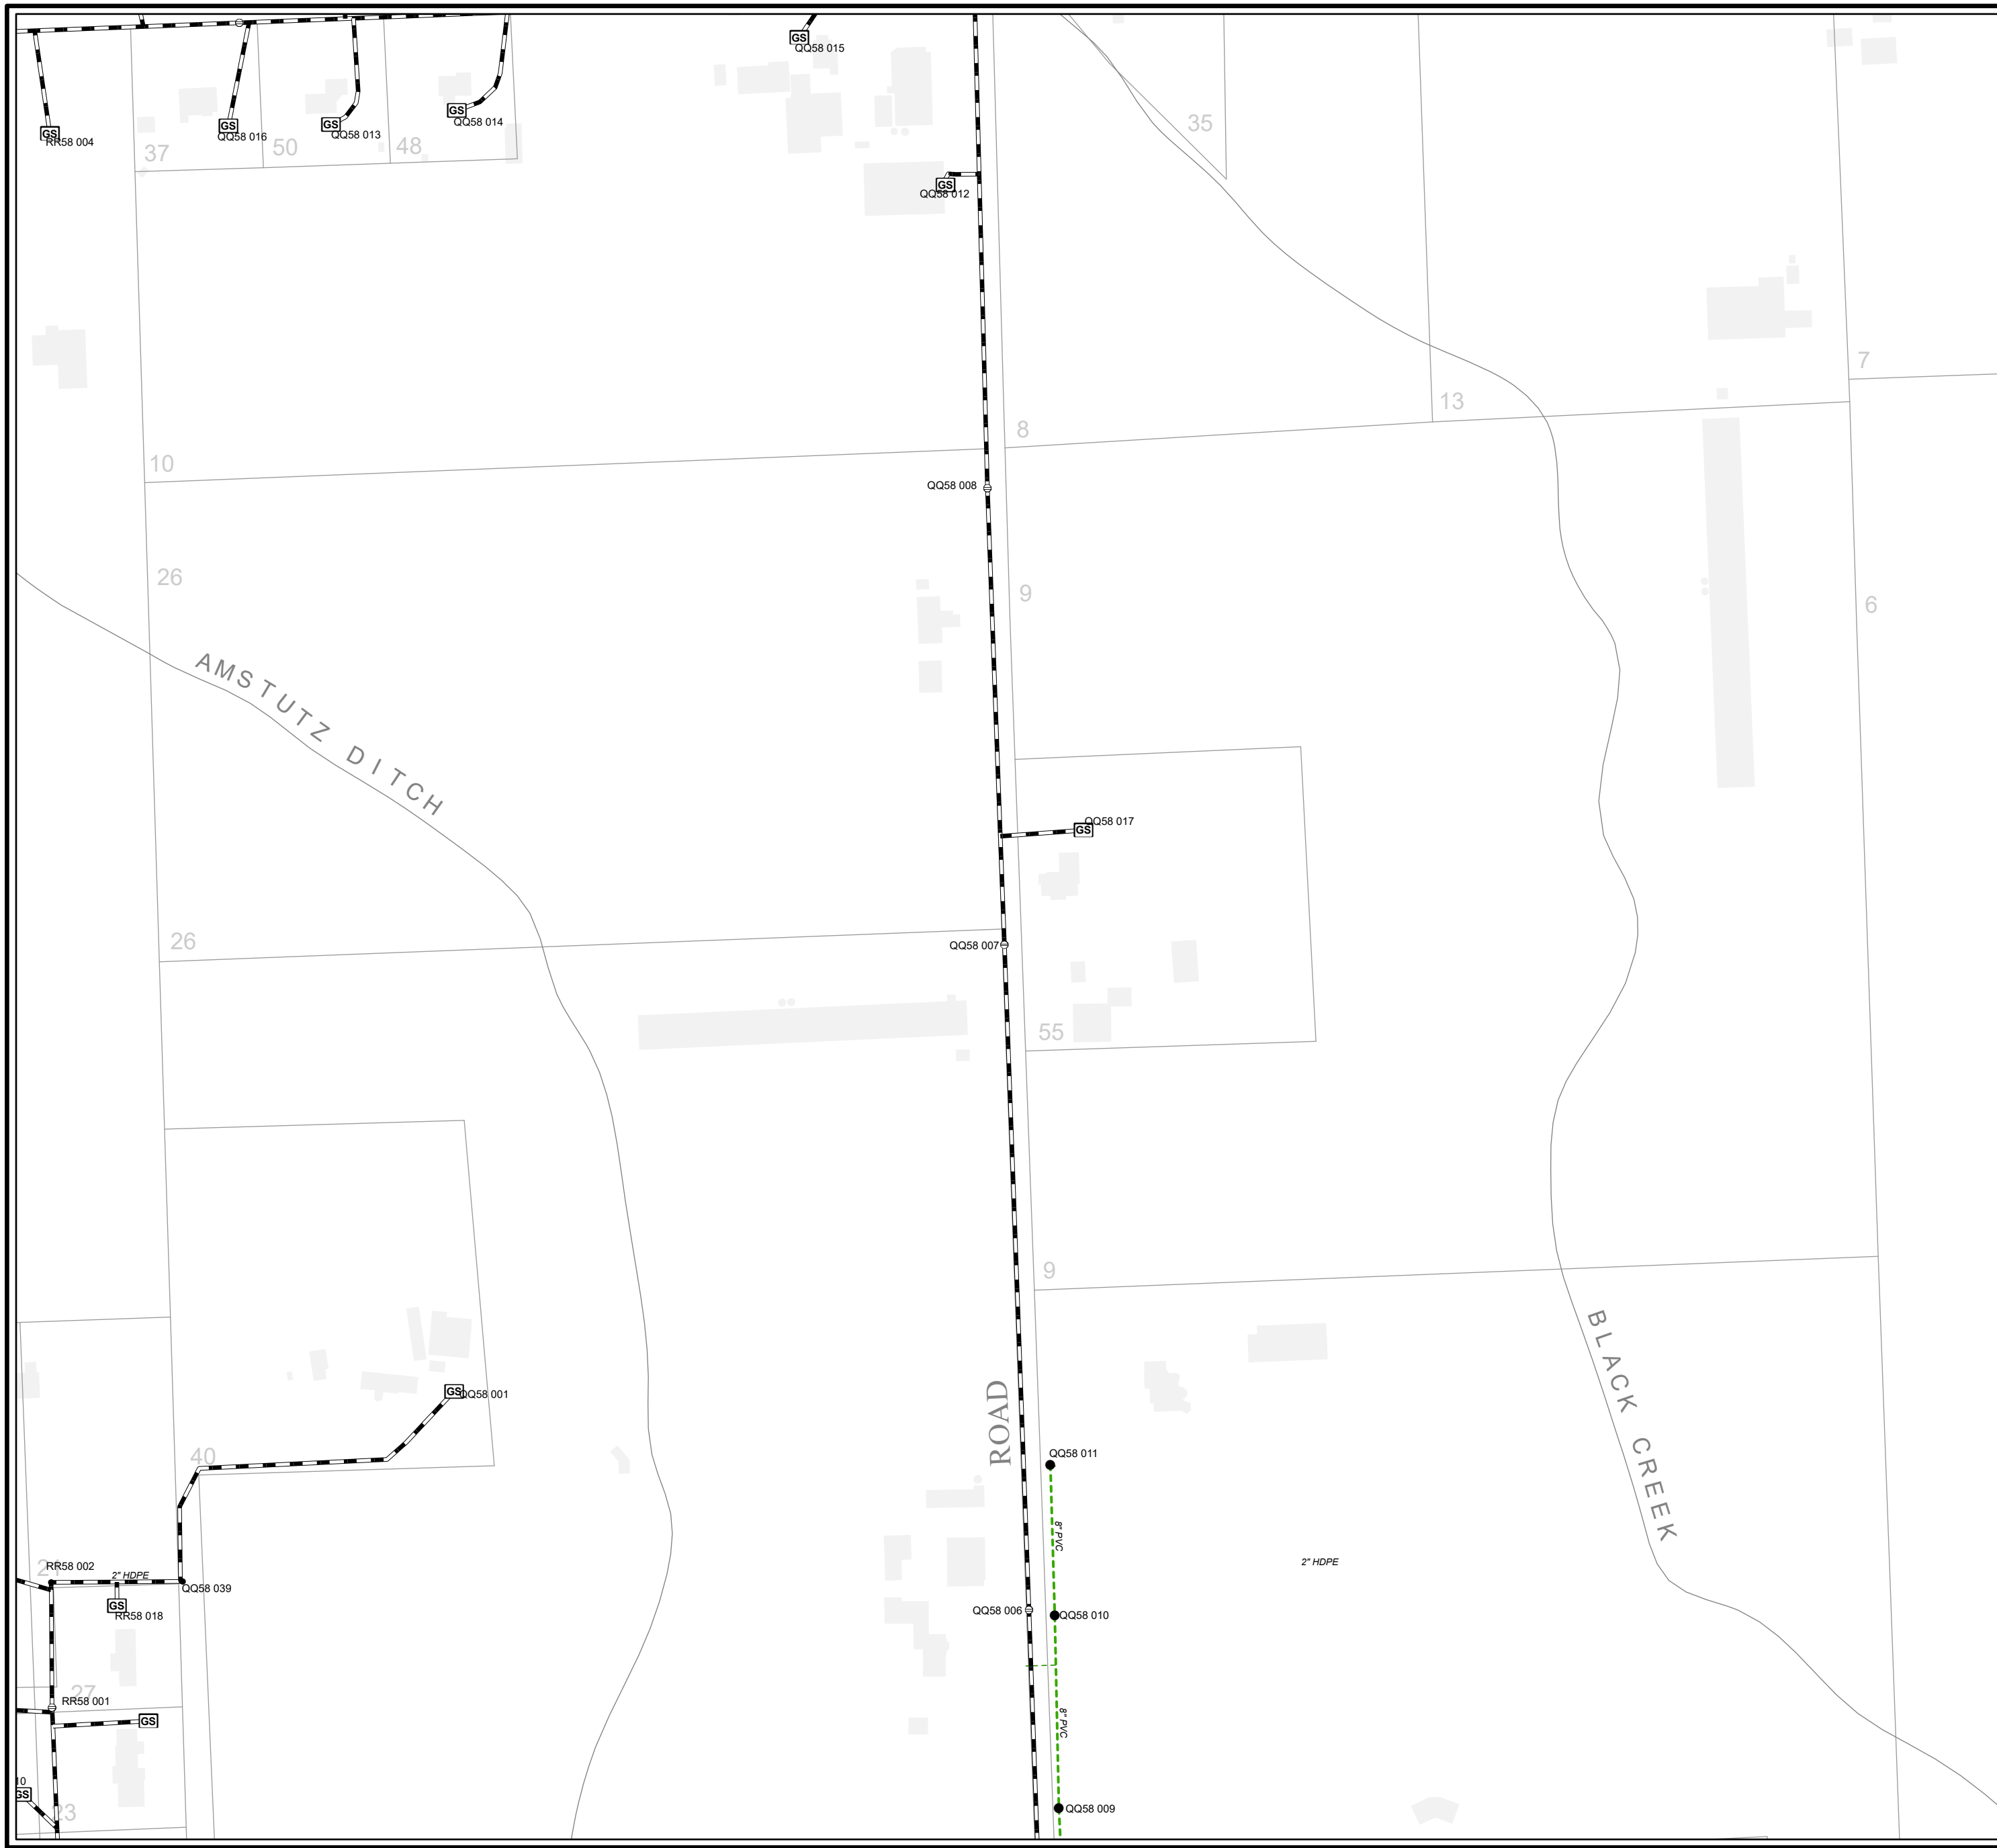 GS
QQ58 015
GS
RR58 004
GS
QQ58 016
GS
QQ58 013
GS
QQ58 014
37
50
48
35
GS
QQ58 012
7
13
8
10
QQ58 008
26
9
6
AMSTUTZ DITCH
QQ58 017
GS
26
QQ58 007
55
9
BLACK CREEK
ROAD
GS
QQ58 001
40
QQ58 011
8" PVC
2" HDPE
RR58 002
2" HDPE
QQ58 039
GS
RR58 018
QQ58 006
QQ58 010
27
RR58 001
GS
8" PVC
10
GS
23
QQ58 009